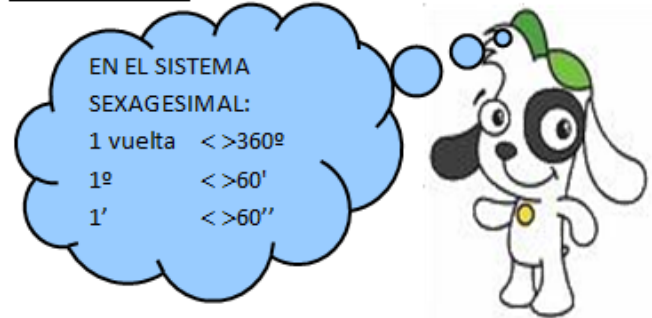 EN EL SISTEMA
SEXAGESIMAL:
1 vuelta < >360º
1º < >60'
1’ < >60’’